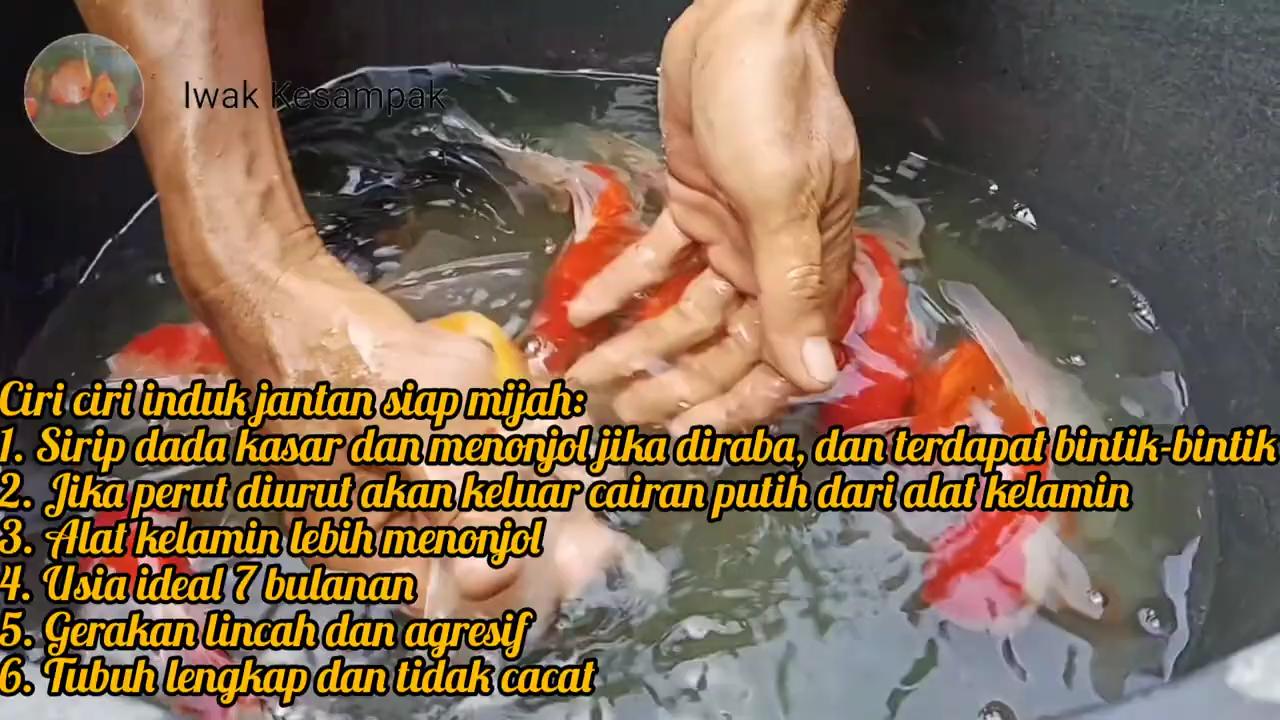 Iwak Kesampak
Ciri ciri induk jantan siap mijah:
1. Sirip dada kasar dan menonjol jika diraba, dan terdapat bintik-bintik
2. Jika perut diurut akan keluar cairan putih dari alat kelamin
3. Alat kelamin lebih menonjol
4. Usia ideal 7 bulanan
5. Gerakan lincah dan agresif
6. Tubuh lengkap dan tidak cacat